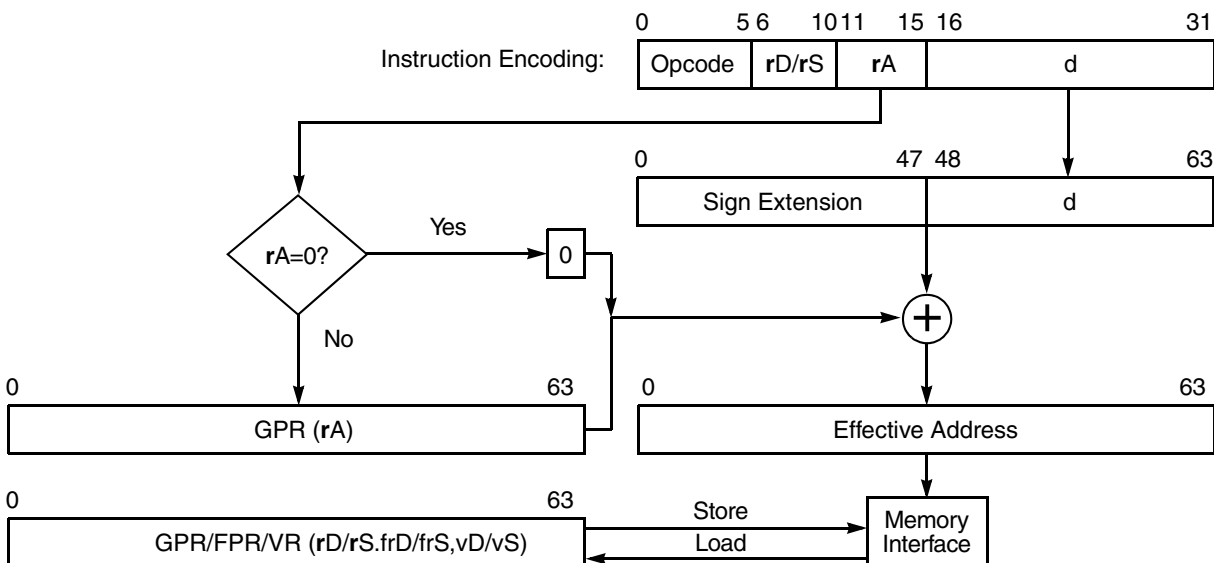 0 5 6 10 11 15 16 31
Instruction Encoding: Opcode rD/rS rA d
0 47 48 63
Sign Extension d
Yes
rA=0? 0
+
No
0 63 0 63
GPR (rA) Effective Address
0 63
Store
GPR/FPR/VR (rD/rS.frD/frS,vD/vS) Memory Interface
Load